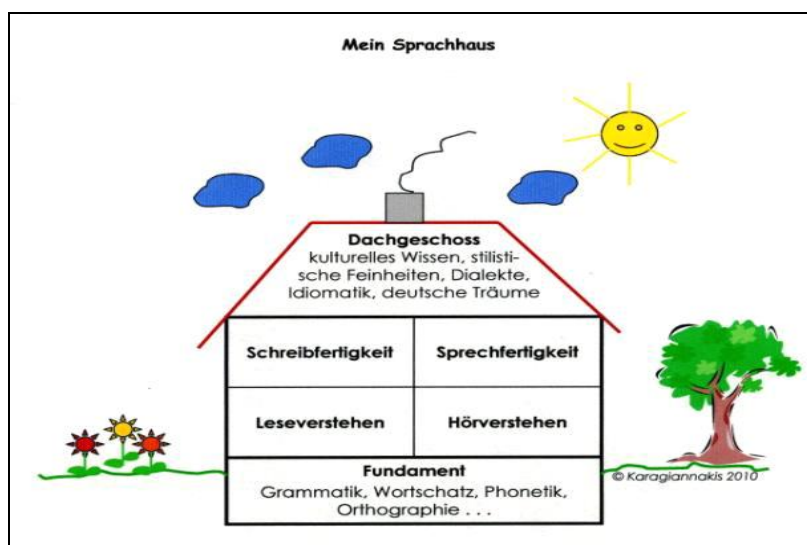 Mein Sprachhaus
Dachgeschoss
kulturelles Wissen, stilisti-
sche Feinheiten, Dialekte,
Idiomatik, deutsche Träume
Schreibfertigkeit
Sprechfertigkeit
Leseverstehen
Hörverstehen
Fundament
Grammatik, Wortschatz, Phonetik,
Orthographie . . .
© Karagiannakis 2010